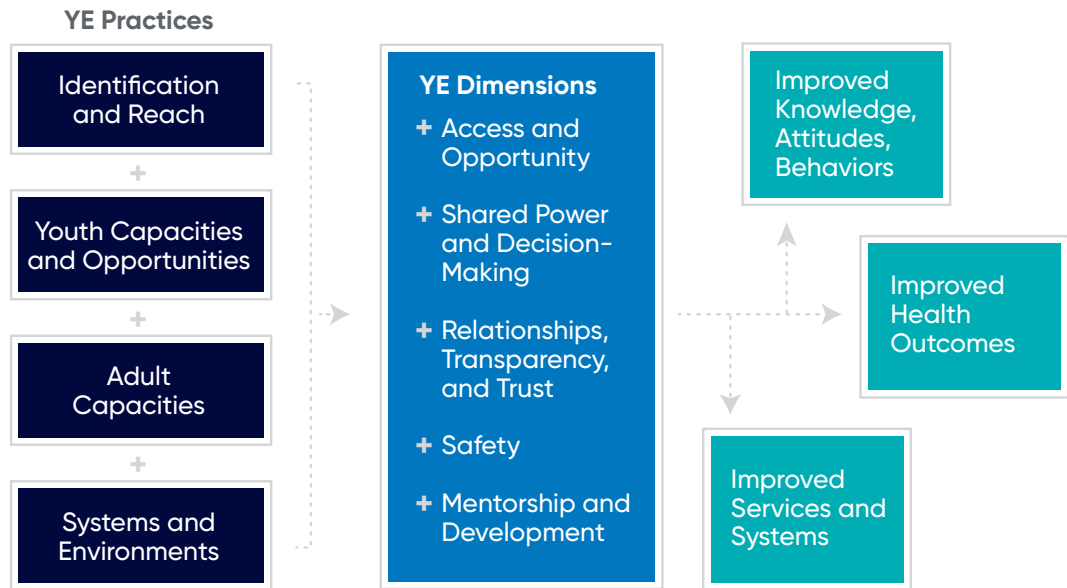 YE Practices
Identification
and Reach
+
Youth Capacities
and Opportunities
+
Adult
Capacities
+
Systems and
Environments
YE Dimensions
+ Access and
Opportunity
+ Shared Power
and Decision-
Making
+ Relationships,
Transparency,
and Trust
+ Safety
+ Mentorship and
Development
Improved
Knowledge,
Attitudes,
Behaviors
Improved
Health
Outcomes
Improved
Services and
Systems